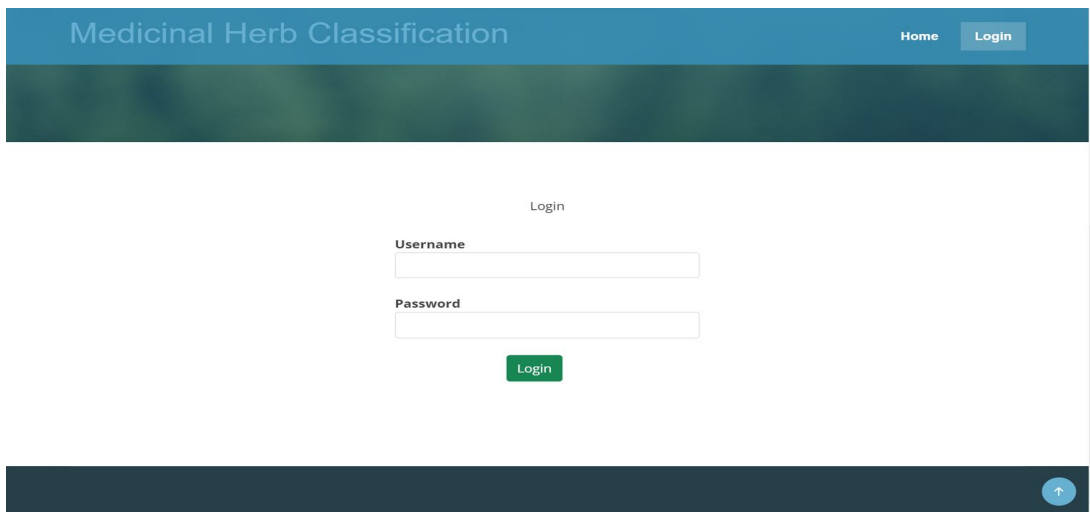 Medicinal Herb Classification
Home Login
Login
Username
Password
Login